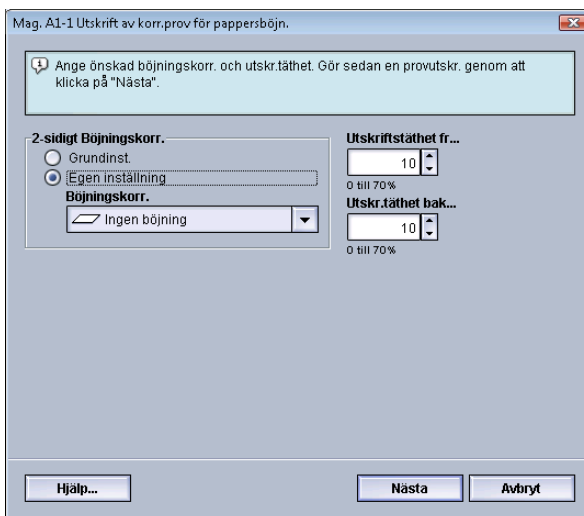 Mag. A1-1 Utskrift av korr.prov för pappersböjn.
Ange önskad böjningskorr. och utskr.täthet. Gör sedan en provutskr. genom att
klicka på "Nästa".
2-sidigt Böjningskorr.
Grundinst.
Egen inställning
Böjningskorr.
Ingen böjning
Utskriftstäthet fr...
10
0 till 70%
Utskr.täthet bak...
10
0 till 70%
Hjälp...
Nästa
Avbryt